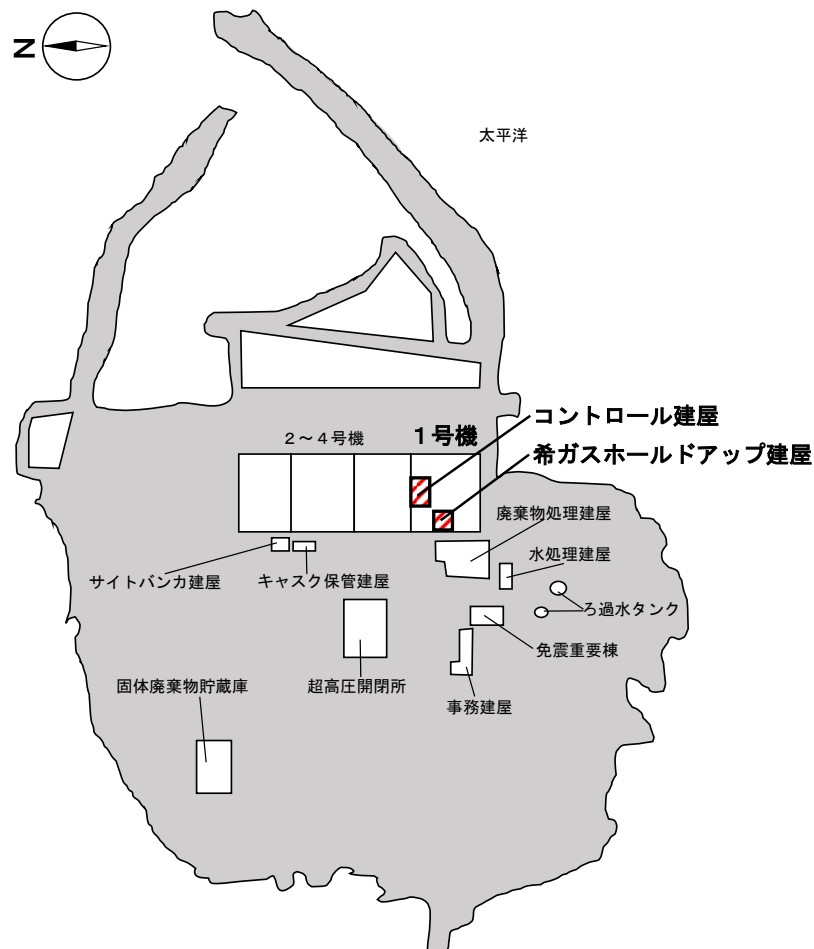 N
太平洋
コントロール建屋
２～４号機
１号機
希ガスホールドアップ建屋
廃棄物処理建屋
水処理建屋
サイトバンカ建屋
キャスク保管建屋
ろ過水タンク
免震重要棟
固体廃棄物貯蔵庫
超高圧開閉所
事務建屋